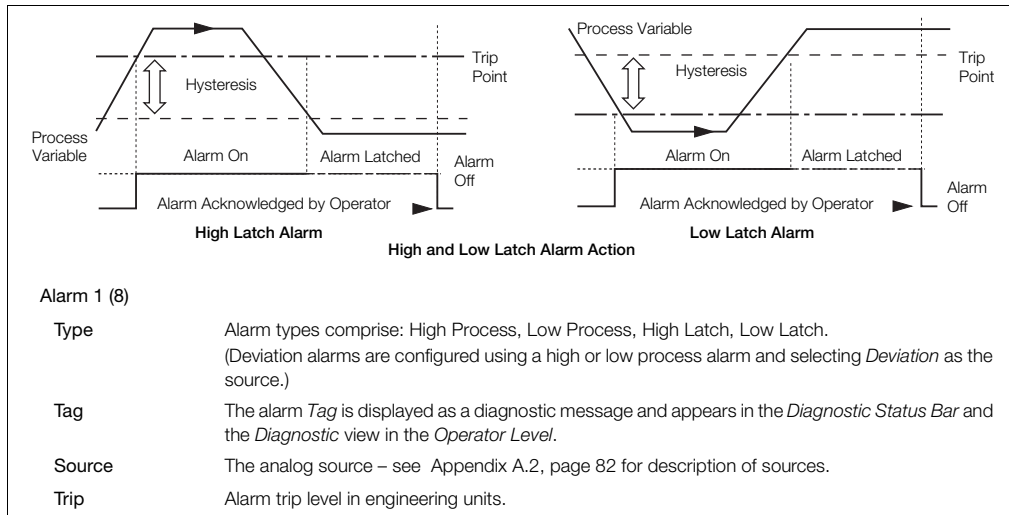 Process Variable
Trip
Point
Hysteresis
Process
Variable
Alarm On
Alarm Latched
Alarm
Off
Alarm Acknowledged by Operator
High Latch Alarm
Trip
Point
Hysteresis
Alarm On
Alarm Latched
Alarm
Off
Alarm Acknowledged by Operator
Low Latch Alarm
High and Low Latch Alarm Action
Alarm 1 (8)
Type Alarm types comprise: High Process, Low Process, High Latch, Low Latch.
(Deviation alarms are configured using a high or low process alarm and selecting Deviation as the
source.)
Tag The alarm Tag is displayed as a diagnostic message and appears in the Diagnostic Status Bar and
the Diagnostic view in the Operator Level.
Source The analog source – see Appendix A.2, page 82 for description of sources.
Trip Alarm trip level in engineering units.